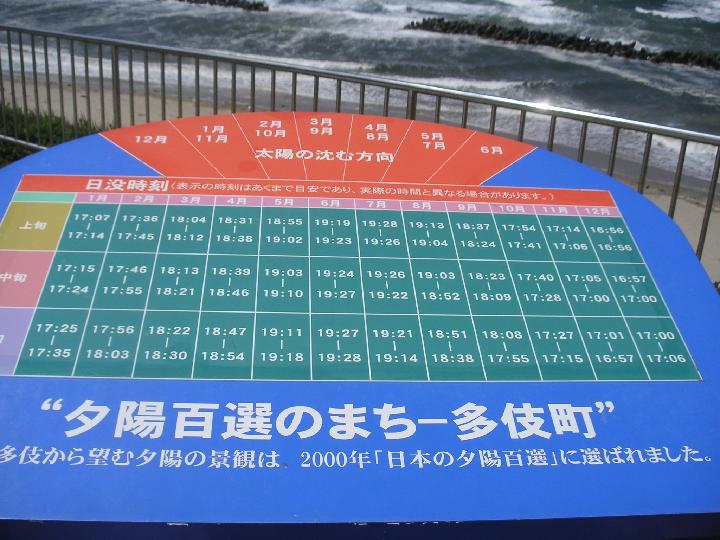 12月 1月 2月 3月 4月 5月 6月
11月 10月 9月 8月 7月
太陽の沈む方向
日没時刻(表示の時刻はあくまで目安であり、実際の時間と異なる場合があります。)
1月 2月 3月 4月 5月 6月 7月 8月 9月 10月 11月 12月
上旬 17:07 17:36 18:04 18:31 18:55 19:19 19:28 19:13 18:37 17:54 17:14 16:56
17:14 17:45 18:12 18:38 19:02 19:23 19:26 19:04 18:24 17:41 17:06 16:56
中旬 17:15 17:46 18:13 18:39 19:03 19:24 19:26 19:03 18:23 17:40 17:05 16:57
17:24 17:55 18:21 18:46 19:10 19:27 19:22 18:52 18:09 17:28 17:00 17:00
17:25 17:56 18:22 18:47 19:11 19:27 19:21 18:51 18:08 17:27 17:01 17:00
17:35 18:03 18:30 18:54 19:18 19:28 19:14 18:38 17:55 17:15 16:57 17:06
“夕陽百選のまちー多伎町”
多伎から望む夕陽の景観は、2000年「日本の夕陽百選」に選ばれました。